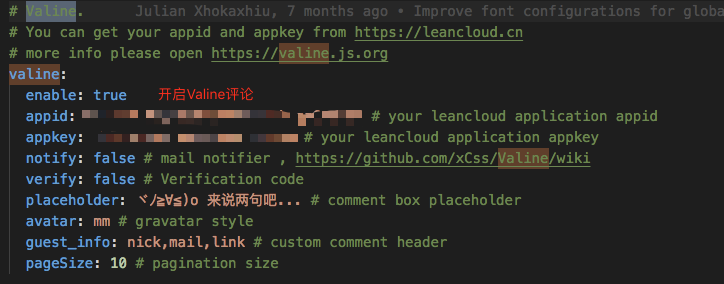 # Valine. Julian Xhokaxhiu, 7 months ago • Improve font configurations for globa
# You can get your appid and appkey from https://leancloud.cn
# more info please open https://valine.js.org
valine:
enable: true 开启Valine评论
appid: # your leancloud application appid
appkey: # your leancloud application appkey
notify: false # mail notifier , https://github.com/xCss/Valine/wiki
verify: false # Verification code
placeholder: ヾノ≧∀≦)o 来说两句吧... # comment box placeholder
avatar: mm # gravatar style
guest_info: nick,mail,link # custom comment header
pageSize: 10 # pagination size